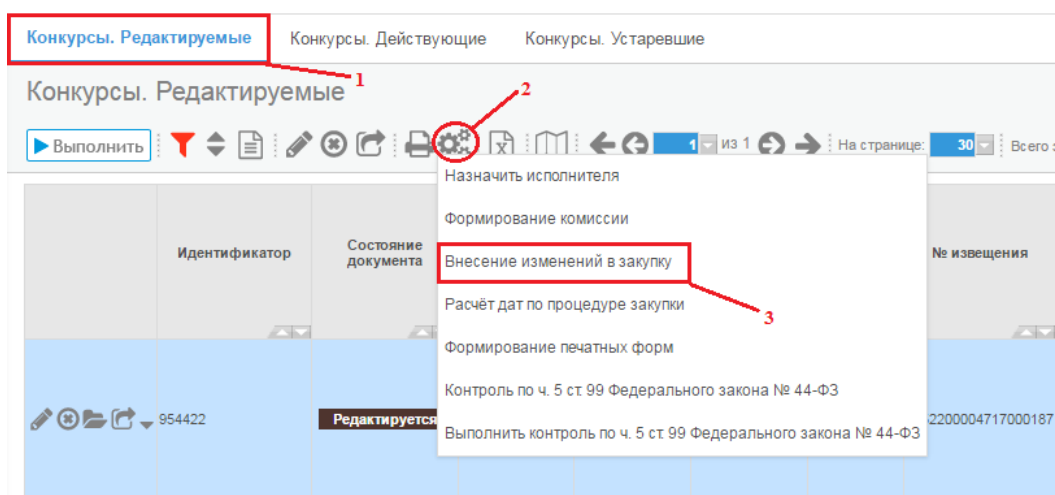 Конкурсы. Редактируемые Конкурсы. Действующие Конкурсы. Устаревшие
1
Конкурсы. Редактируемые
2
Выполнить 1 из 1 На странице: 30 Всего
Назначить исполнителя
Формирование комиссии
Идентификатор Состояние документа Внесение изменений в закупку № извещения
3
Расчёт дат по процедуре закупки
Формирование печатных форм
Контроль по ч. 5 ст. 99 Федерального закона № 44-ФЗ
954422 Редактируется 2200004717000187
Выполнить контроль по ч. 5 ст. 99 Федерального закона № 44-ФЗ